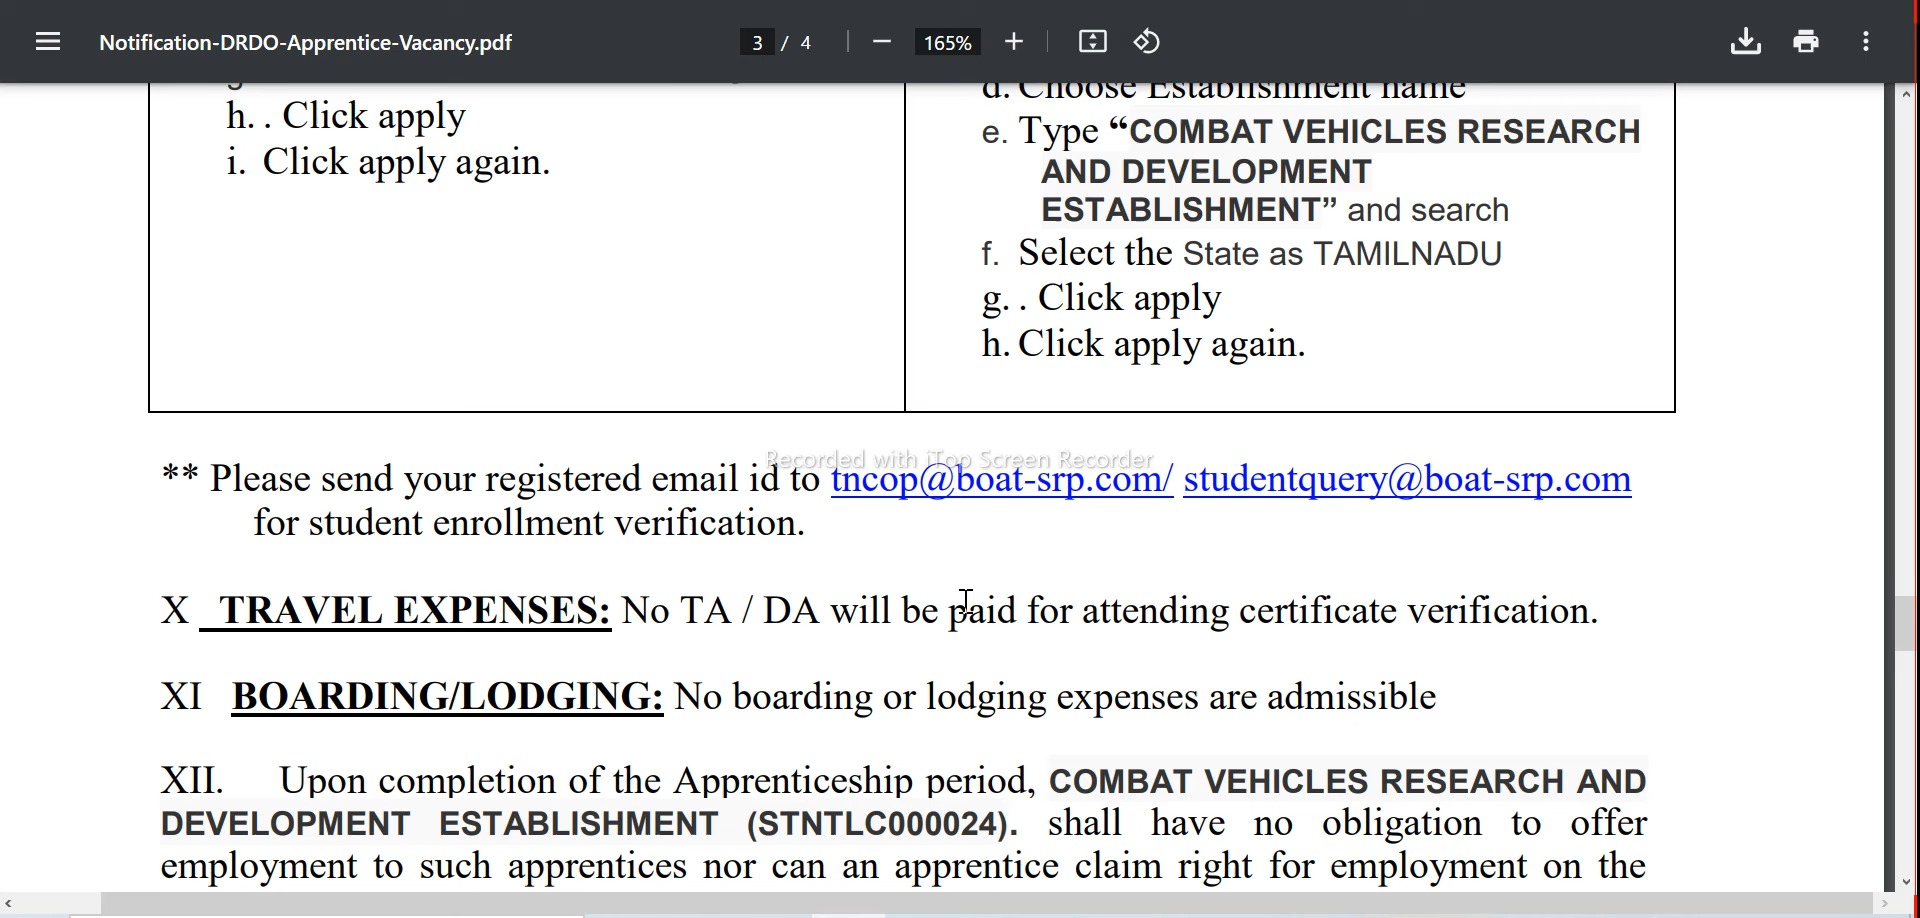 Notification-DRDO-Apprentice-Vacancy.pdf
3 / 4
165%
h. . Click apply
i. Click apply again.
d. Choose Establishment name
e. Type “COMBAT VEHICLES RESEARCH
AND DEVELOPMENT
ESTABLISHMENT” and search
f. Select the State as TAMILNADU
g. . Click apply
h. Click apply again.
Recorded with iTop Screen Recorder
** Please send your registered email id to tncop@boat-srp.com/ studentquery@boat-srp.com
for student enrollment verification.
X TRAVEL EXPENSES: No TA / DA will be paid for attending certificate verification.
XI BOARDING/LODGING: No boarding or lodging expenses are admissible
XII. Upon completion of the Apprenticeship period, COMBAT VEHICLES RESEARCH AND
DEVELOPMENT ESTABLISHMENT (STNTLC000024). shall have no obligation to offer
employment to such apprentices nor can an apprentice claim right for employment on the